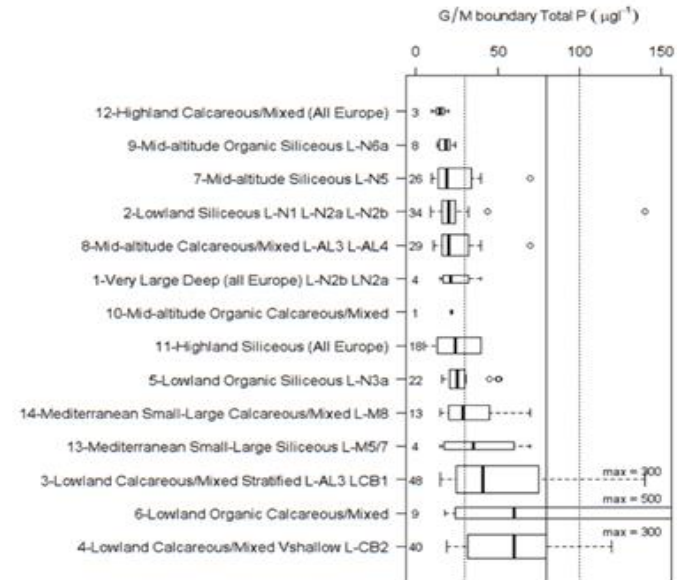 G/M boundary Total P ( μgl⁻¹)
0 50 100 150
12-Highland Calcareous/Mixed (All Europe) 3
9-Mid-altitude Organic Siliceous L-N6a 8
7-Mid-altitude Siliceous L-N5 26
2-Lowland Siliceous L-N1 L-N2a L-N2b 34
8-Mid-altitude Calcareous/Mixed L-AL3 L-AL4 29
1-Very Large Deep (all Europe) L-N2b LN2a 4
10-Mid-altitude Organic Calcareous/Mixed 1
11-Highland Siliceous (All Europe) 18
5-Lowland Organic Siliceous L-N3a 22
14-Mediterranean Small-Large Calcareous/Mixed L-M8 13
13-Mediterranean Small-Large Siliceous L-M5/7 4
3-Lowland Calcareous/Mixed Stratified L-AL3 LCB1 48 max = 300
6-Lowland Organic Calcareous/Mixed 9 max = 500
4-Lowland Calcareous/Mixed Vshallow L-CB2 40 max = 300